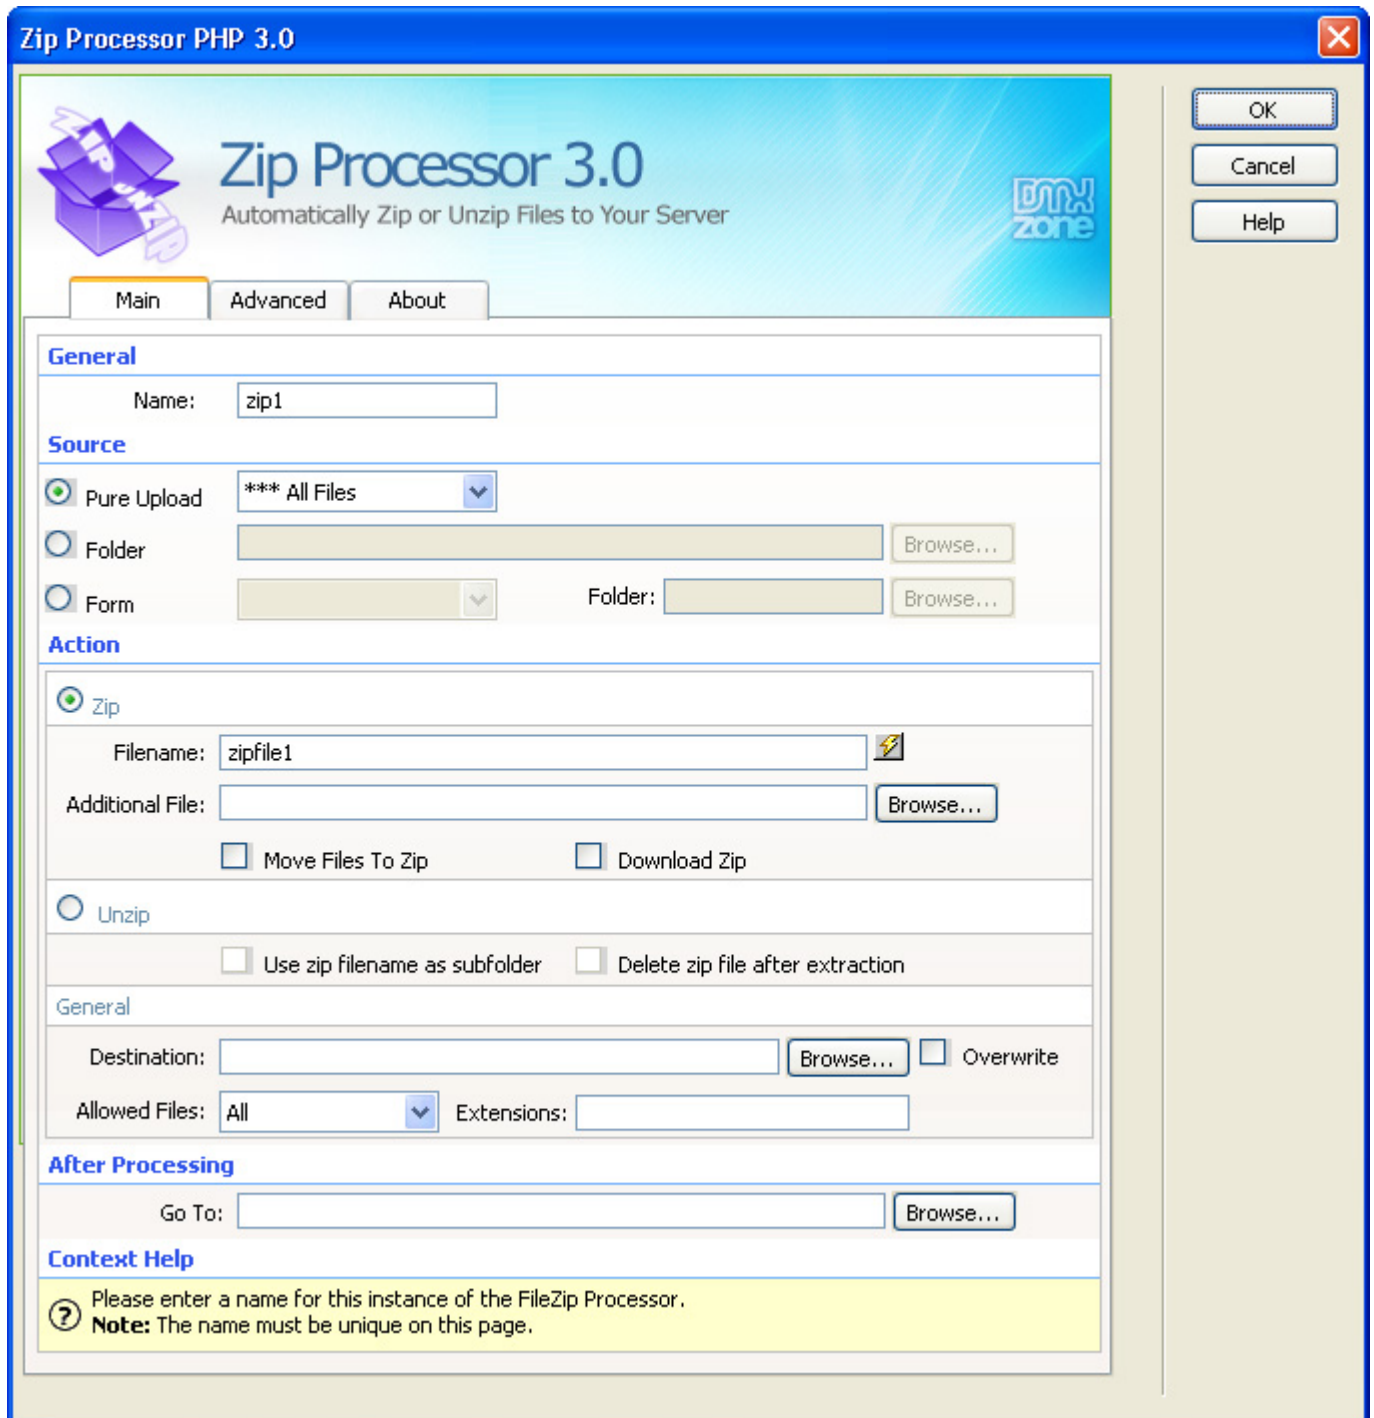 Zip Processor PHP 3.0
OK
Cancel
Help
ZIP UNZIP
Zip Processor 3.0
Automatically Zip or Unzip Files to Your Server
DMX
zone
Main Advanced About
General
Name: zip1
Source
Pure Upload *** All Files
Folder Browse...
Form Folder: Browse...
Action
Zip
Filename: zipfile1
Additional File: Browse...
Move Files To Zip Download Zip
Unzip
Use zip filename as subfolder Delete zip file after extraction
General
Destination: Browse... Overwrite
Allowed Files: All Extensions:
After Processing
Go To: Browse...
Context Help
Please enter a name for this instance of the FileZip Processor.
Note: The name must be unique on this page.